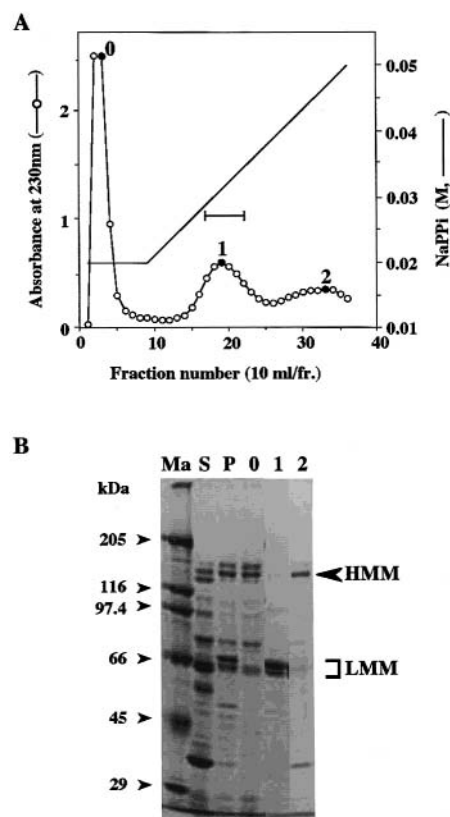 A
0
1
2
2
1
0
0.05
0.04
0.03
0.02
0.01
0 10 20 30 40
Absorbance at 230nm (—○—)
NaPPi (M, ——)
Fraction number (10 ml/fr.)
B
Ma S P 0 1 2
kDa
205
116
97.4
66
45
29
HMM
LMM